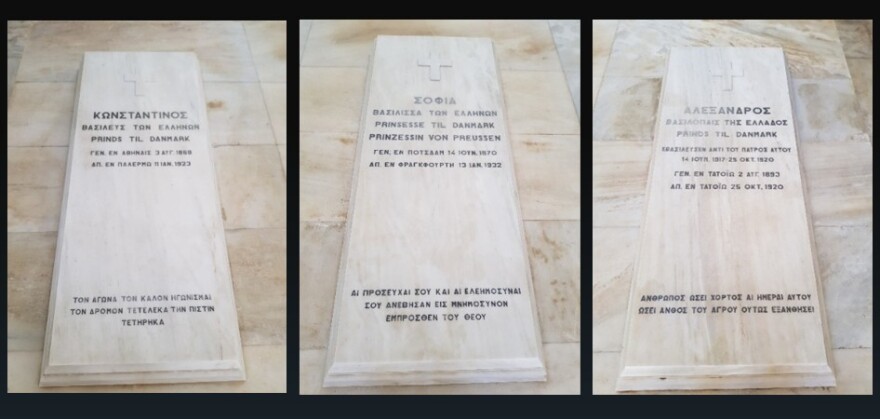 ΚΩΝΣΤΑΝΤΙΝΟΣ
ΒΑΣΙΛΕΥΣ ΤΩΝ ΕΛΛΗΝΩΝ
PRINDS TIL DANMARK
ΓΕΝ. ΕΝ ΑΘΗΝΑΙΣ 3 ΑΥΓ. 1868
ΑΠ. ΕΝ ΠΑΛΕΡΜΩ 11 ΙΑΝ. 1923
ΤΟΝ ΑΓΩΝΑ ΤΟΝ ΚΑΛΟΝ ΗΓΩΝΙΣΜΑΙ
ΤΟΝ ΔΡΟΜΟΝ ΤΕΤΕΛΕΚΑ ΤΗΝ ΠΙΣΤΙΝ
ΤΕΤΗΡΗΚΑ
ΣΟΦΙΑ
ΒΑΣΙΛΙΣΣΑ ΤΩΝ ΕΛΛΗΝΩΝ
PRINSESSE TIL DANMARK
PRINZESSIN VON PREUSSEN
ΓΕΝ. ΕΝ ΠΟΤΣΔΑΜ 14 ΙΟΥΝ. 1870
ΑΠ. ΕΝ ΦΡΑΓΚΦΟΥΡΤΗ 13 ΙΑΝ. 1932
ΑΙ ΠΡΟΣΕΥΧΑΙ ΣΟΥ ΚΑΙ ΑΙ ΕΛΕΗΜΟΣΥΝΑΙ
ΣΟΥ ΑΝΕΒΗΣΑΝ ΕΙΣ ΜΝΗΜΟΣΥΝΟΝ
ΕΜΠΡΟΣΘΕΝ ΤΟΥ ΘΕΟΥ
ΑΛΕΞΑΝΔΡΟΣ
ΒΑΣΙΛΟΠΑΙΣ ΤΗΣ ΕΛΛΑΔΟΣ
PRINDS TIL DANMARK
ΕΒΑΣΙΛΕΥΣΕΝ ΑΝΤΙ ΤΟΥ ΠΑΤΡΟΣ ΑΥΤΟΥ
14 ΙΟΥΝ. 1917-25 ΟΚΤ. 1920
ΓΕΝ. ΕΝ ΤΑΤΟΪΩ 2 ΑΥΓ. 1893
ΑΠ. ΕΝ ΤΑΤΟΪΩ 25 ΟΚΤ. 1920
ΑΝΘΡΩΠΟΣ ΩΣΕΙ ΧΟΡΤΟΣ ΑΙ ΗΜΕΡΑΙ ΑΥΤΟΥ
ΩΣΕΙ ΑΝΘΟΣ ΤΟΥ ΑΓΡΟΥ ΟΥΤΩΣ ΕΞΑΝΘΗΣΕΙ